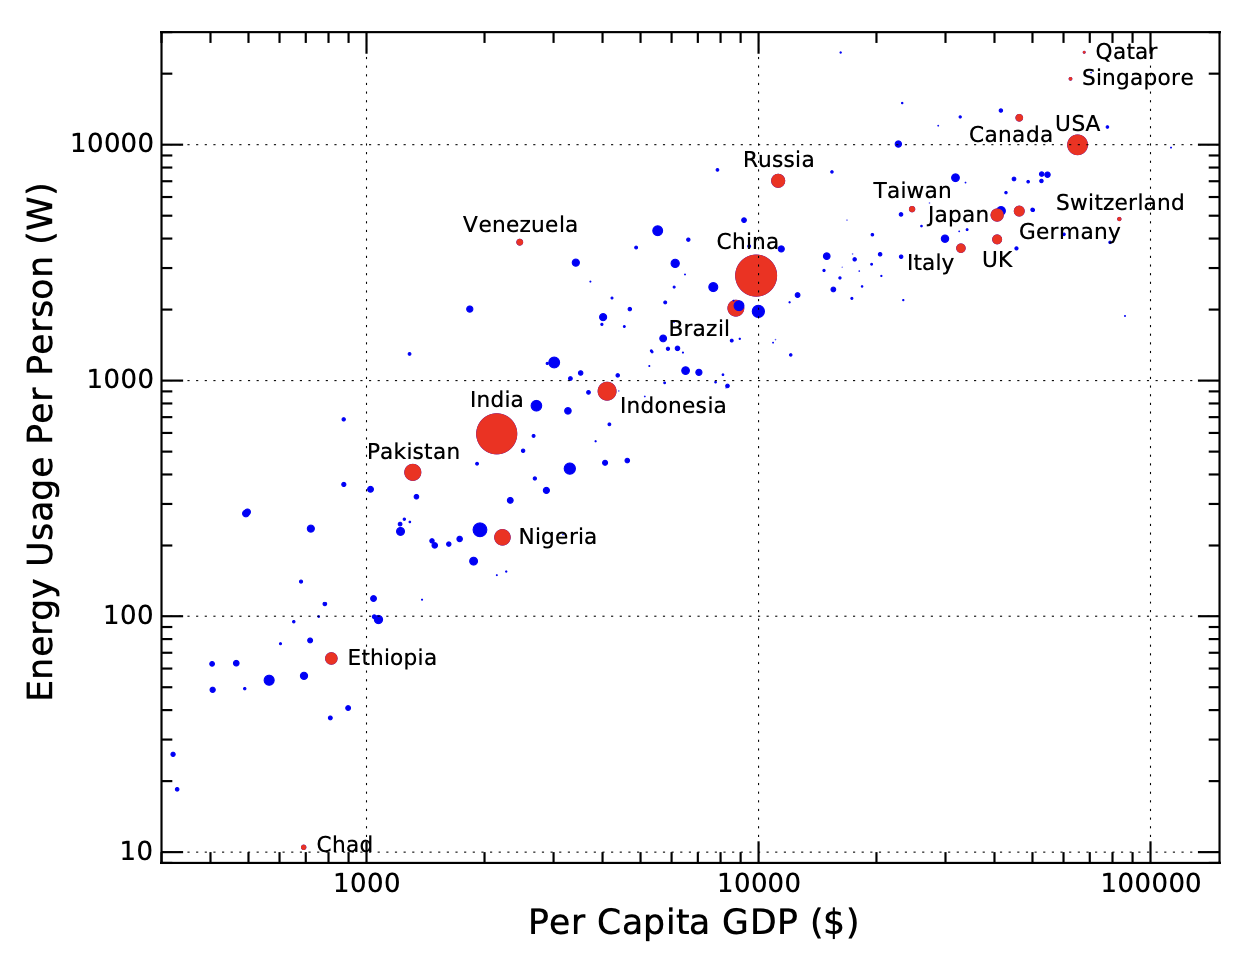 Qatar
Singapore
Canada USA
10000
Russia
Taiwan
Switzerland
Venezuela
Japan
Germany
China
Italy UK
Brazil
1000
India
Indonesia
Pakistan
Nigeria
100
Ethiopia
Chad
10
1000 10000 100000
Per Capita GDP ($)
Energy Usage Per Person (W)